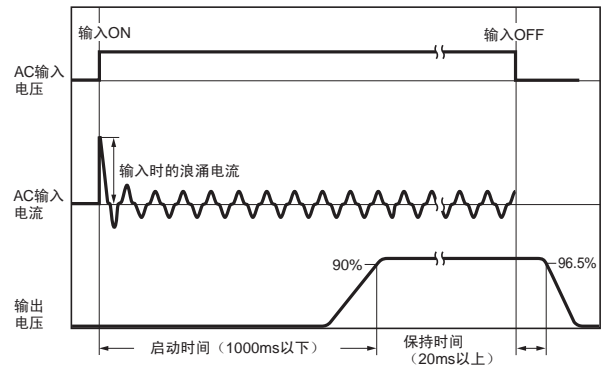 输入ON
输入OFF
AC输入
电压
输入时的浪涌电流
AC输入
电流
90%
96.5%
输出
电压
启动时间（1000ms以下）
保持时间
（20ms以上）